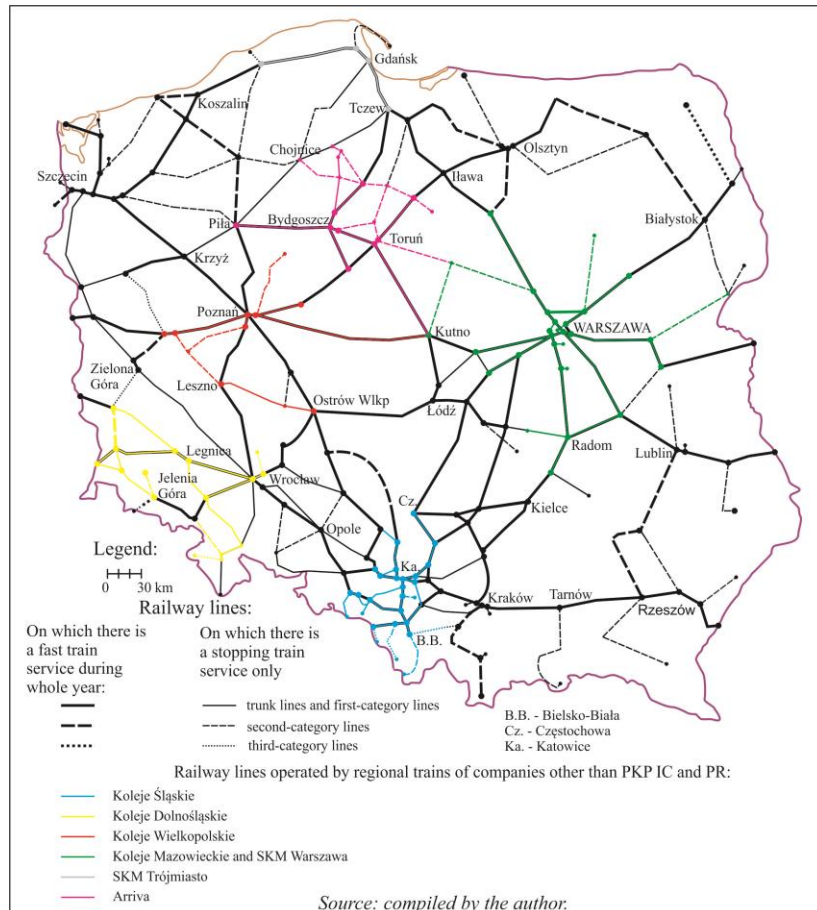 Gdańsk
Koszalin
Tczew
Chojnice
Olsztyn
Szczecin
Iława
Białystok
Piła
Bydgoszcz
Toruń
Krzyż
Poznań
WARSZAWA
Kutno
Zielona
Góra
Leszno
Ostrów Wlkp
Łódź
Legnica
Radom
Lublin
Jelenia
Góra
Wrocław
Cz.
Kielce
Opole
Legend:
Ka.
0 30 km
Kraków
Tarnów
Rzeszów
Railway lines:
B.B.
On which there is
a fast train
service during
whole year:
On which there is
a stopping train
service only
trunk lines and first-category lines
second-category lines
third-category lines
B.B. - Bielsko-Biała
Cz. - Częstochowa
Ka. - Katowice
Railway lines operated by regional trains of companies other than PKP IC and PR:
Koleje Śląskie
Koleje Dolnośląskie
Koleje Wielkopolskie
Koleje Mazowieckie and SKM Warszawa
SKM Trójmiasto
Arriva
Source: compiled by the author.